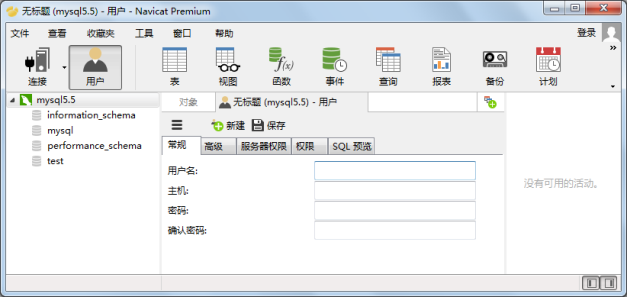 无标题 (mysql5.5) - 用户 - Navicat Premium
文件 查看 收藏夹 工具 窗口 帮助 登录
连接 用户 表 视图 函数 事件 查询 报表 备份 计划
mysql5.5
information_schema
mysql
performance_schema
test
对象 无标题 (mysql5.5) - 用户
新建 保存
常规 高级 服务器权限 权限 SQL 预览
用户名:
主机:
密码:
确认密码:
没有可用的活动。